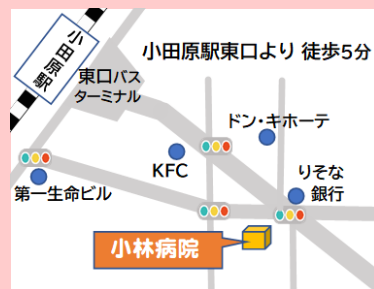 小田原駅東口より 徒歩5分
小田原駅
東口バス
ターミナル
ドン・キホーテ
KFC
りそな
銀行
第一生命ビル
小林病院